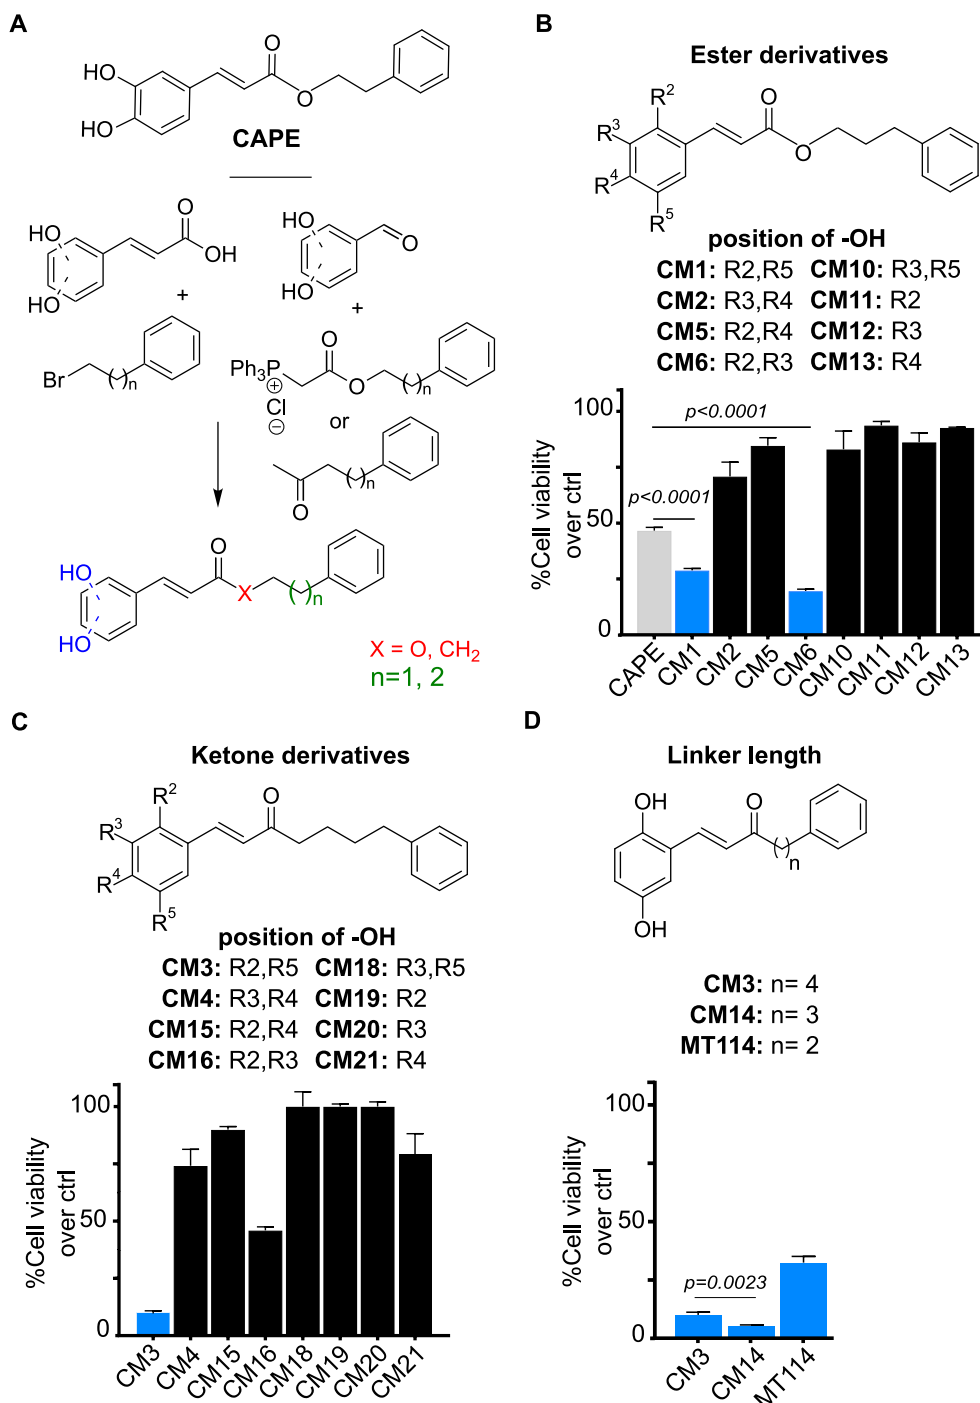 A
HO
HO
O
O
CAPE
HO
HO
O
OH
+
Br
n
HO
HO
O
+
Ph3P
+
Cl
−
O
O
n
or
O
n
HO
HO
O
X
n
X = O, CH2
n=1, 2
B
Ester derivatives
R2
R3
R4
R5
O
O
position of -OH
CM1: R2,R5 CM10: R3,R5
CM2: R3,R4 CM11: R2
CM5: R2,R4 CM12: R3
CM6: R2,R3 CM13: R4
%Cell viability
over ctrl
100
50
0
p<0.0001
p<0.0001
CAPE
CM1
CM2
CM5
CM6
CM10
CM11
CM12
CM13
C
Ketone derivatives
R2
R3
R4
R5
O
position of -OH
CM3: R2,R5 CM18: R3,R5
CM4: R3,R4 CM19: R2
CM15: R2,R4 CM20: R3
CM16: R2,R3 CM21: R4
%Cell viability
over ctrl
100
50
0
CM3
CM4
CM15
CM16
CM18
CM19
CM20
CM21
D
Linker length
OH
O
n
OH
CM3: n= 4
CM14: n= 3
MT114: n= 2
%Cell viability
over ctrl
100
50
0
p=0.0023
CM3
CM14
MT114